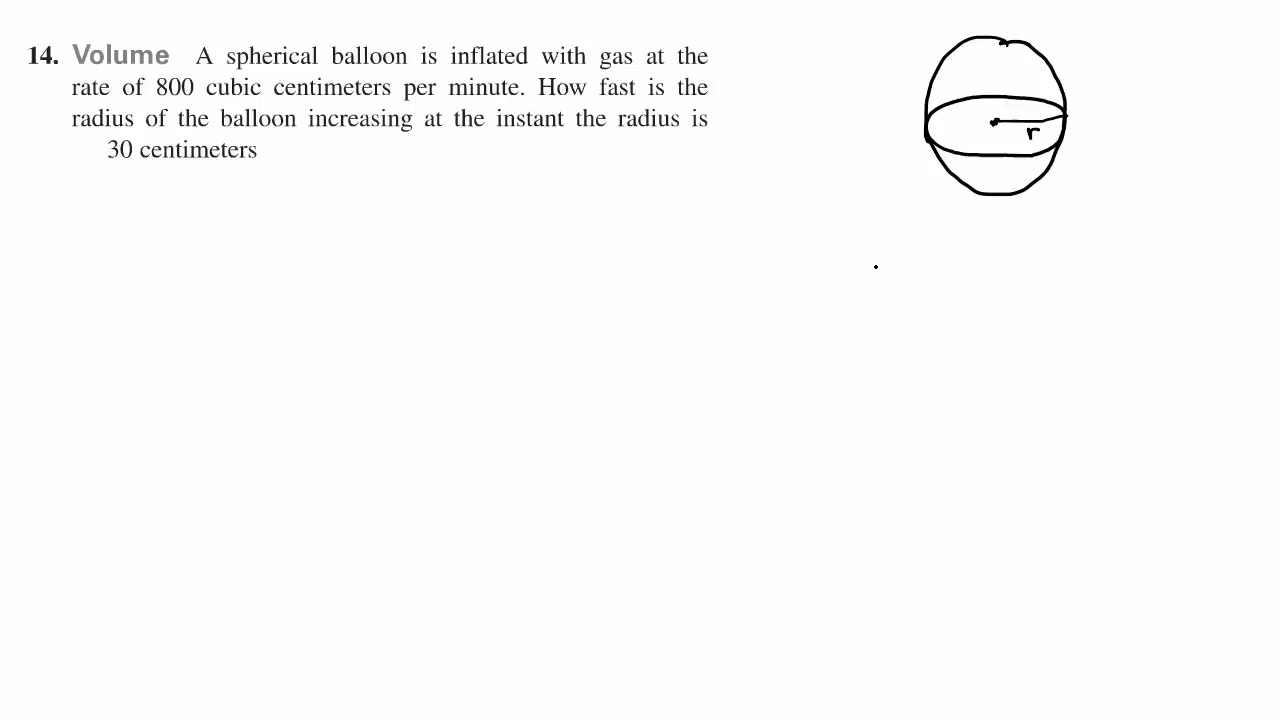 14. Volume A spherical balloon is inflated with gas at the
rate of 800 cubic centimeters per minute. How fast is the
radius of the balloon increasing at the instant the radius is
30 centimeters
r